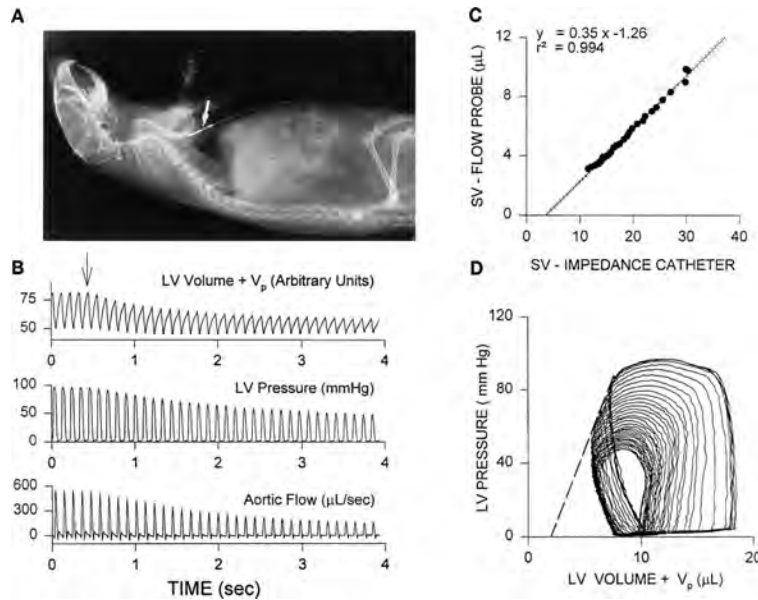 A
B
LV Volume + Vp (Arbitrary Units)
75
50
0 1 2 3 4
LV Pressure (mmHg)
100
50
0
0 1 2 3 4
Aortic Flow (μL/sec)
600
300
0
0 1 2 3 4
TIME (sec)
C
y = 0.35 x -1.26
r² = 0.994
SV - FLOW PROBE (μL)
12
8
4
0
0 10 20 30 40
SV - IMPEDANCE CATHETER
D
LV PRESSURE ( mm Hg)
120
80
40
0
0 10 20
LV VOLUME + Vp (μL)